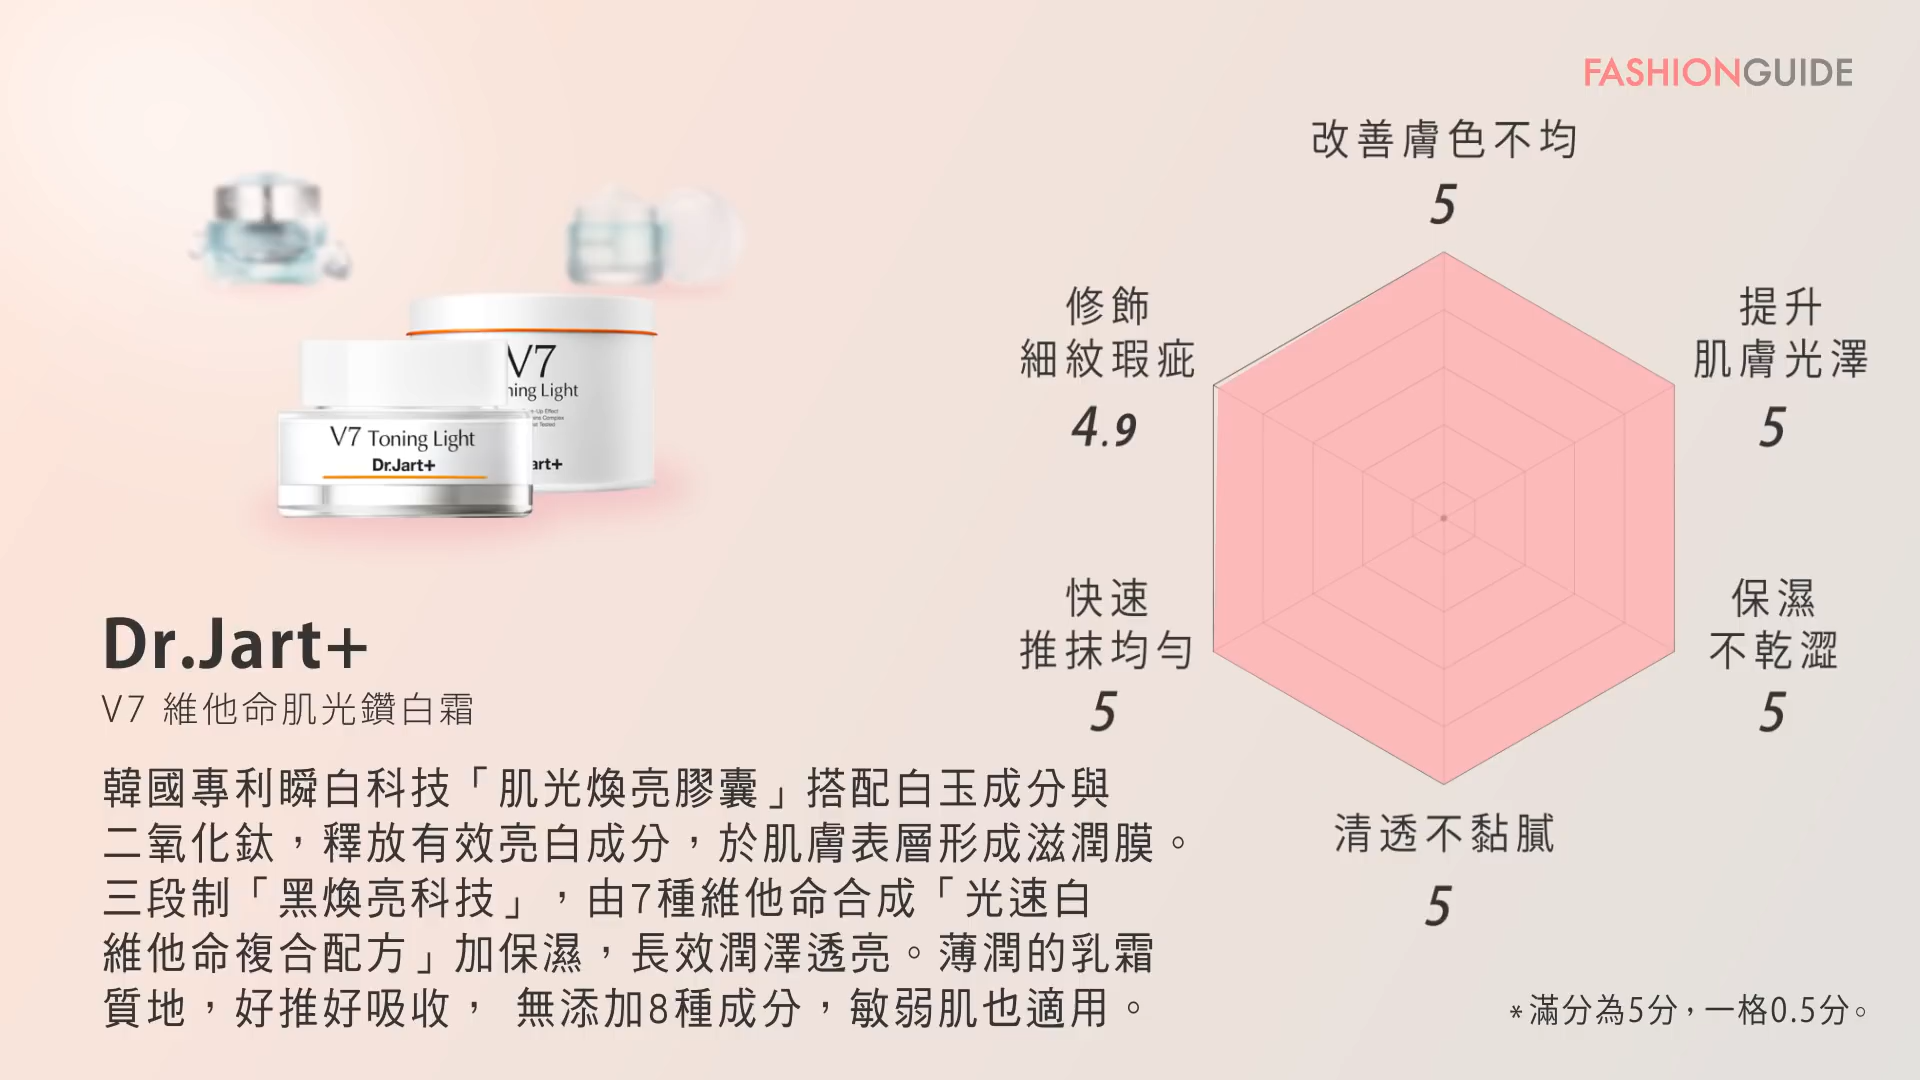 FASHIONGUIDE
改善膚色不均
5
修飾
細紋瑕疵
4.9
提升
肌膚光澤
5
快速
推抹均勻
5
保濕
不乾澀
5
清透不黏膩
5
V7
ning Light
art+
V7 Toning Light
Dr.Jart+
Dr.Jart+
V7 維他命肌光鑽白霜
韓國專利瞬白科技「肌光煥亮膠囊」搭配白玉成分與
二氧化鈦，釋放有效亮白成分，於肌膚表層形成滋潤膜。
三段制「黑煥亮科技」，由7種維他命合成「光速白
維他命複合配方」加保濕，長效潤澤透亮。薄潤的乳霜
質地，好推好吸收， 無添加8種成分，敏弱肌也適用。
*滿分為5分，一格0.5分。